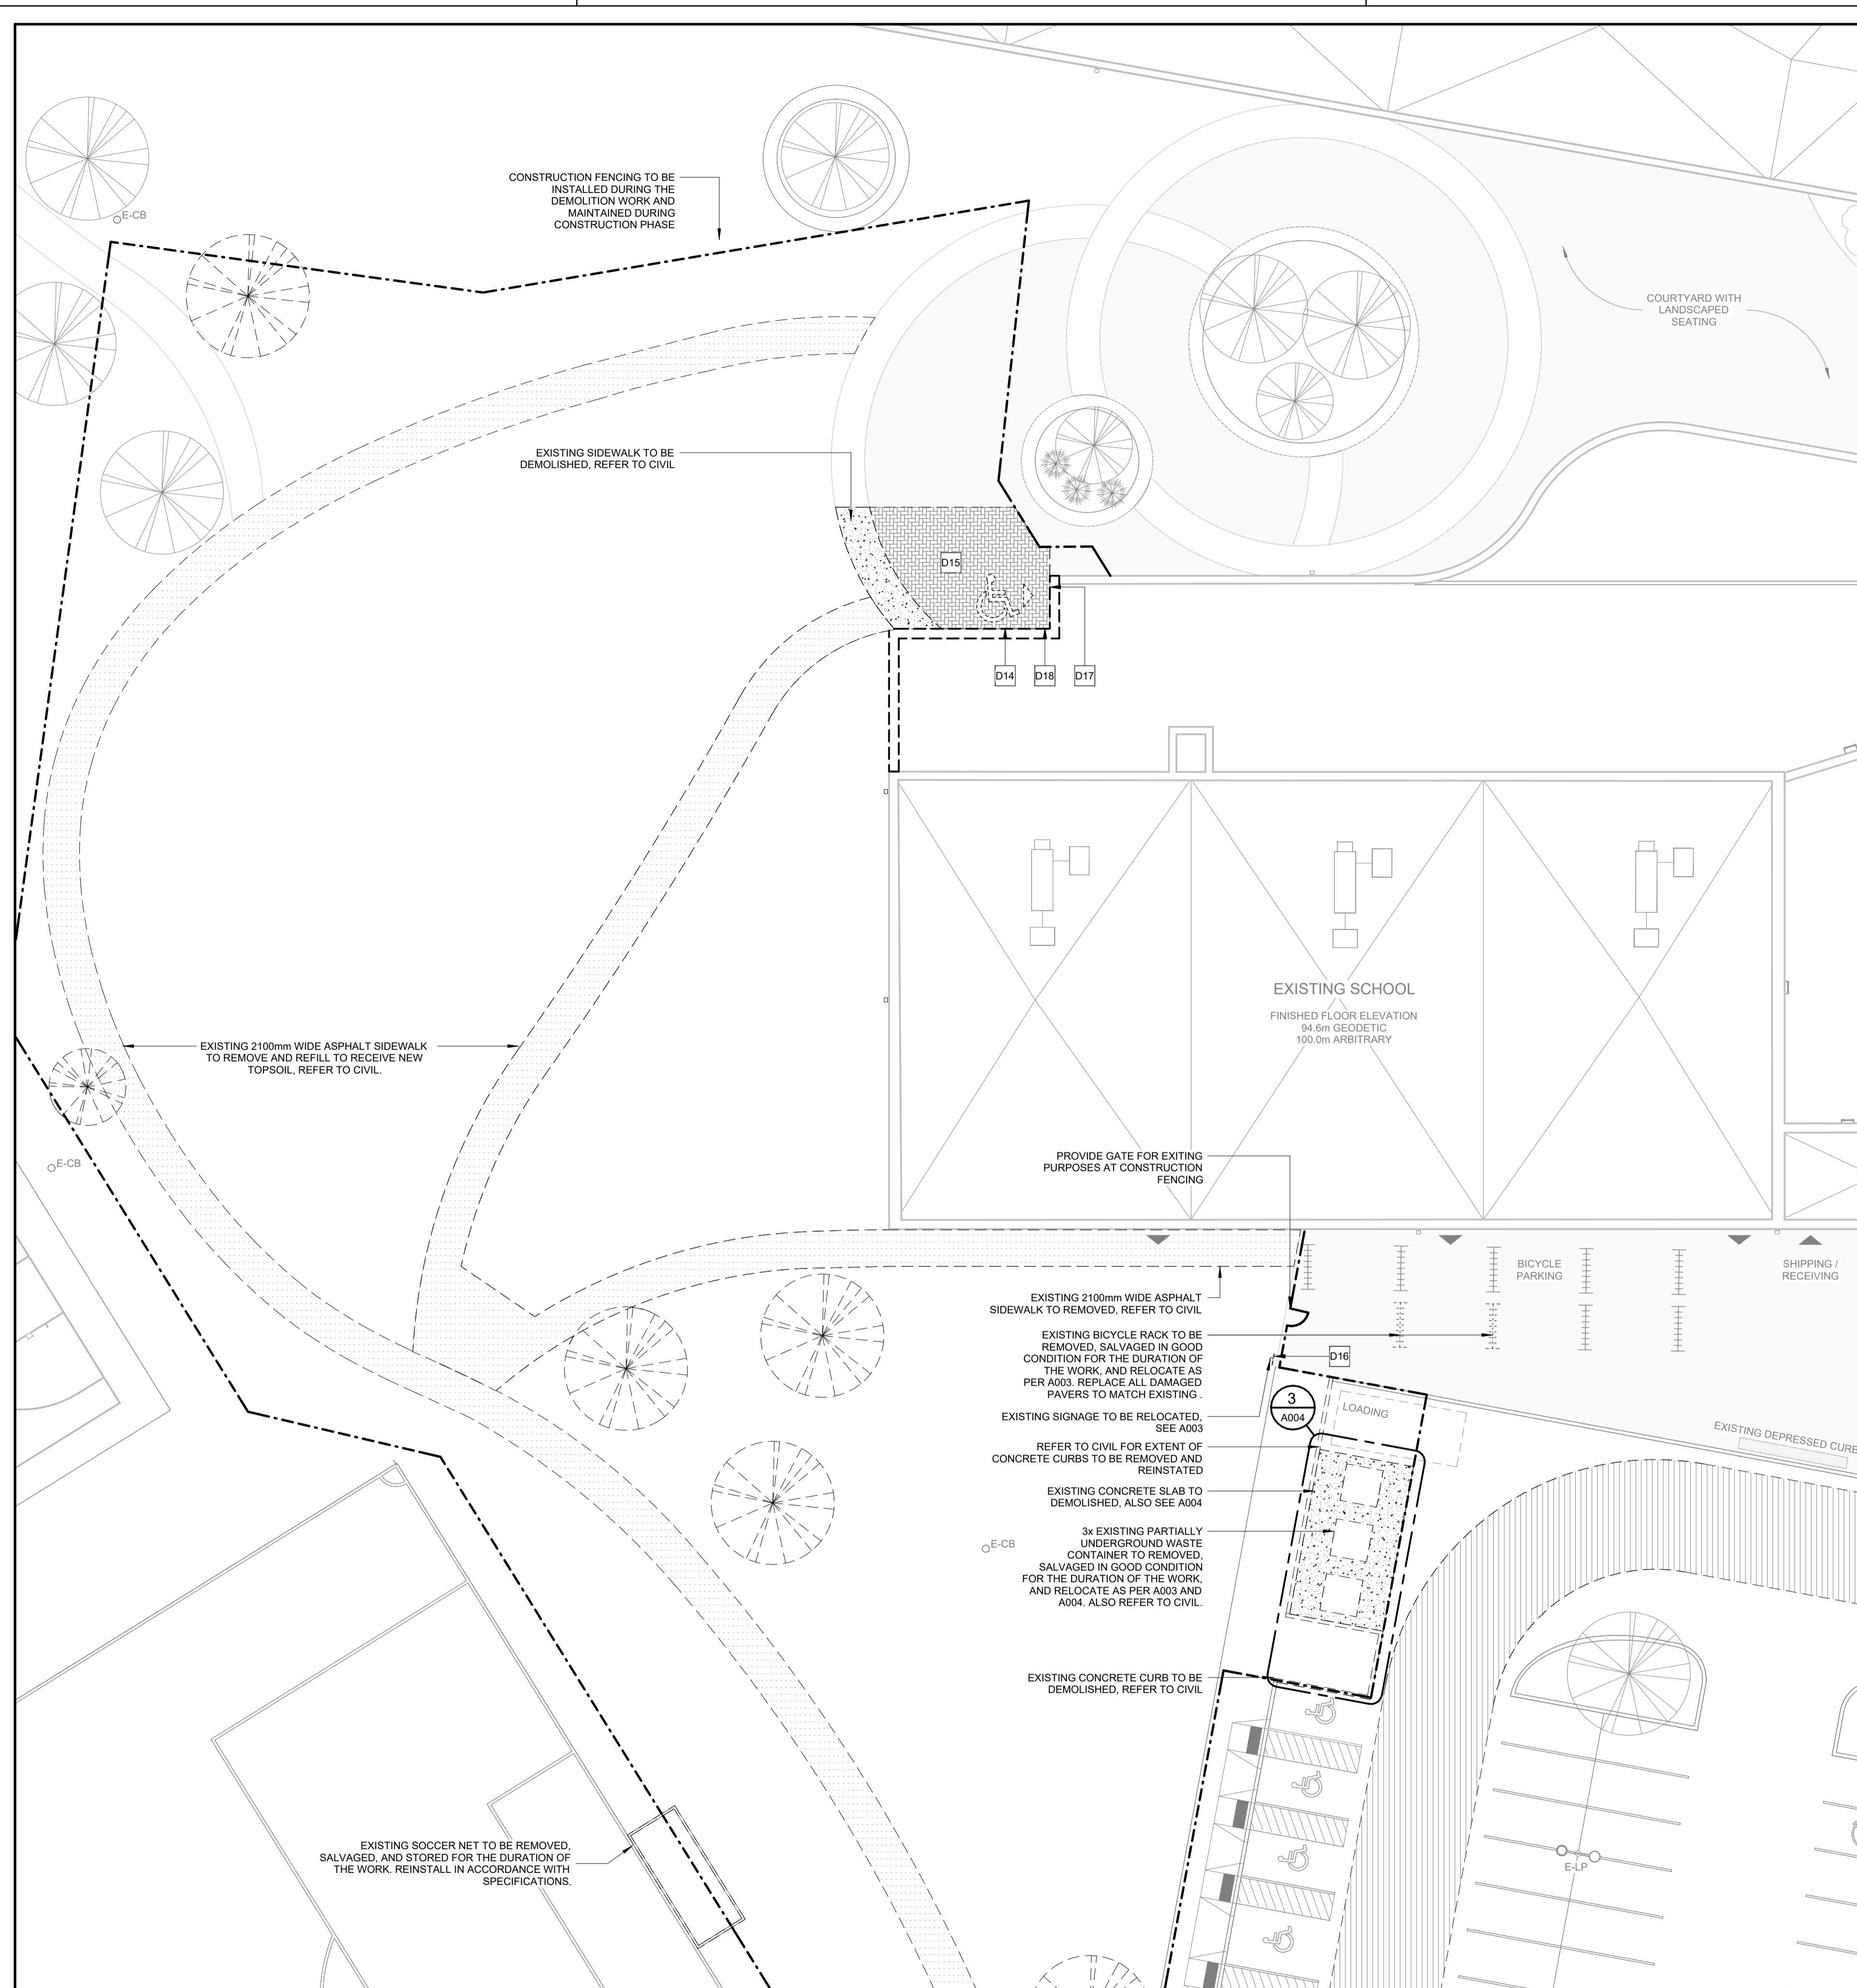 CONSTRUCTION FENCING TO BE
INSTALLED DURING THE
DEMOLITION WORK AND
MAINTAINED DURING
CONSTRUCTION PHASE
E-CB
COURTYARD WITH
LANDSCAPED
SEATING
EXISTING SIDEWALK TO BE
DEMOLISHED, REFER TO CIVIL
D15
D14
D18
D17
EXISTING SCHOOL
FINISHED FLOOR ELEVATION
94.6m GEODETIC
100.0m ARBITRARY
EXISTING 2100mm WIDE ASPHALT SIDEWALK
TO REMOVE AND REFILL TO RECEIVE NEW
TOPSOIL, REFER TO CIVIL.
E-CB
PROVIDE GATE FOR EXITING
PURPOSES AT CONSTRUCTION
FENCING
BICYCLE
PARKING
SHIPPING /
RECEIVING
EXISTING 2100mm WIDE ASPHALT
SIDEWALK TO REMOVED, REFER TO CIVIL
EXISTING BICYCLE RACK TO BE
REMOVED, SALVAGED IN GOOD
CONDITION FOR THE DURATION OF
THE WORK, AND RELOCATE AS
PER A003. REPLACE ALL DAMAGED
PAVERS TO MATCH EXISTING .
D16
3
A004
LOADING
EXISTING SIGNAGE TO BE RELOCATED,
SEE A003
EXISTING DEPRESSED CURB
REFER TO CIVIL FOR EXTENT OF
CONCRETE CURBS TO BE REMOVED AND
REINSTATED
EXISTING CONCRETE SLAB TO
DEMOLISHED, ALSO SEE A004
E-CB
3x EXISTING PARTIALLY
UNDERGROUND WASTE
CONTAINER TO REMOVED,
SALVAGED IN GOOD CONDITION
FOR THE DURATION OF THE WORK,
AND RELOCATE AS PER A003 AND
A004. ALSO REFER TO CIVIL.
EXISTING CONCRETE CURB TO BE
DEMOLISHED, REFER TO CIVIL
EXISTING SOCCER NET TO BE REMOVED,
SALVAGED, AND STORED FOR THE DURATION OF
THE WORK. REINSTALL IN ACCORDANCE WITH
SPECIFICATIONS.
E-LP